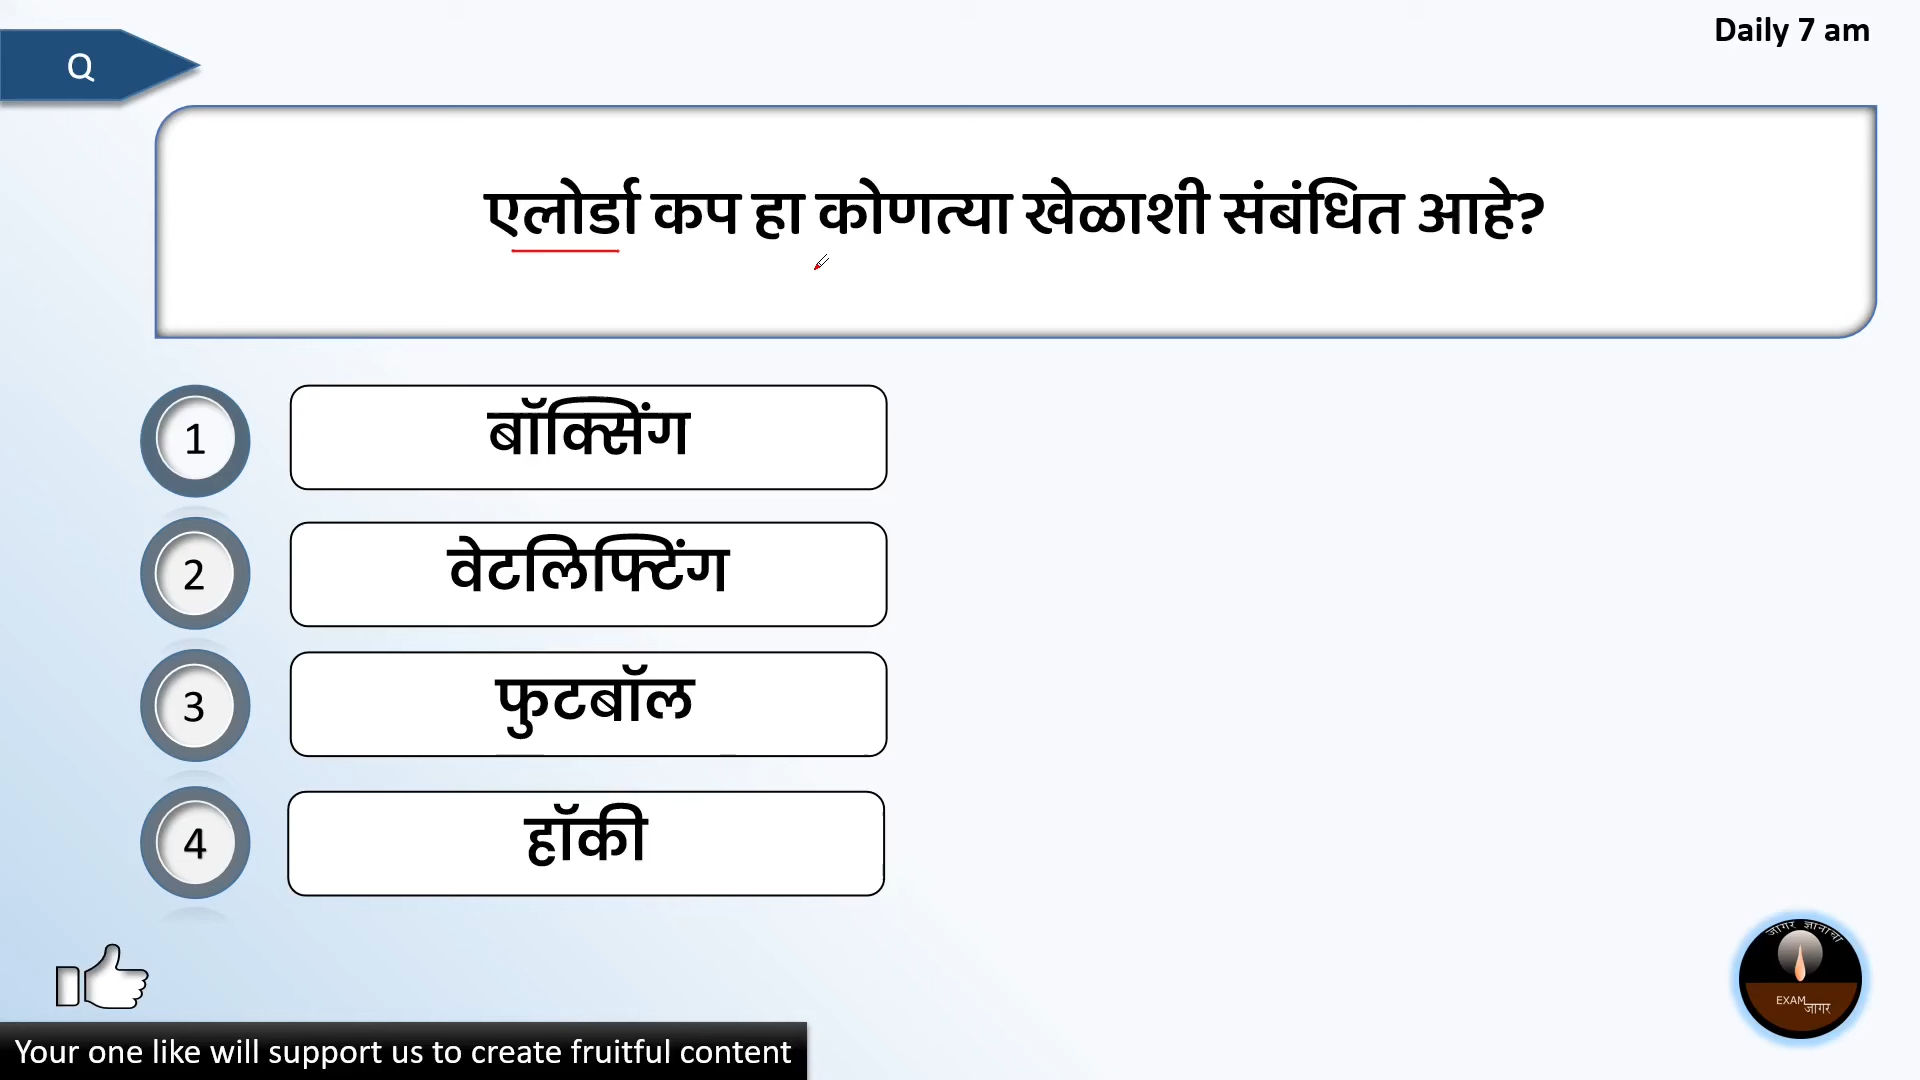 Daily 7 am
Q
एलोर्डा कप हा कोणत्या खेळाशी संबंधित आहे?
1
बॉक्सिंग
2
वेटलिफ्टिंग
3
फुटबॉल
4
हॉकी
जागर ज्ञानाचा
EXAM
जागर
Your one like will support us to create fruitful content